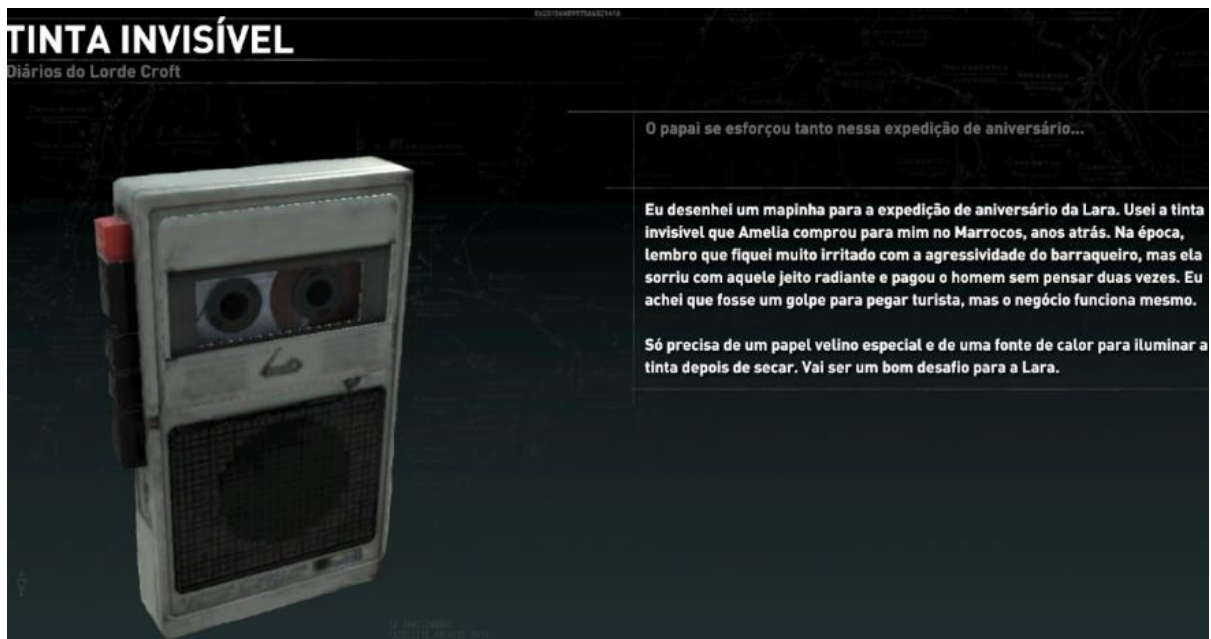 TINTA INVISÍVEL
Diários do Lorde Croft
O papai se esforçou tanto nessa expedição de aniversário...
Eu desenhei um mapinha para a expedição de aniversário da Lara. Usei a tinta
invisível que Amelia comprou para mim no Marrocos, anos atrás. Na época,
lembro que fiquei muito irritado com a agressividade do barraqueiro, mas ela
sorriu com aquele jeito radiante e pagou o homem sem pensar duas vezes. Eu
achei que fosse um golpe para pegar turista, mas o negócio funciona mesmo.
Só precisa de um papel velino especial e de uma fonte de calor para iluminar a
tinta depois de secar. Vai ser um bom desafio para a Lara.